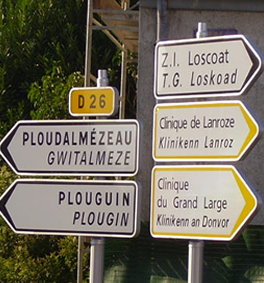 D 26
PLOUDALMÉZEAU
GWITALMEZE
PLOUGUIN
PLOUGIN
Z.I. Loscoat
T.G. Loskoad
Clinique de Lanroze
Klinikenn Lanroz
Clinique
du Grand Large
Klinikenn an Donvor